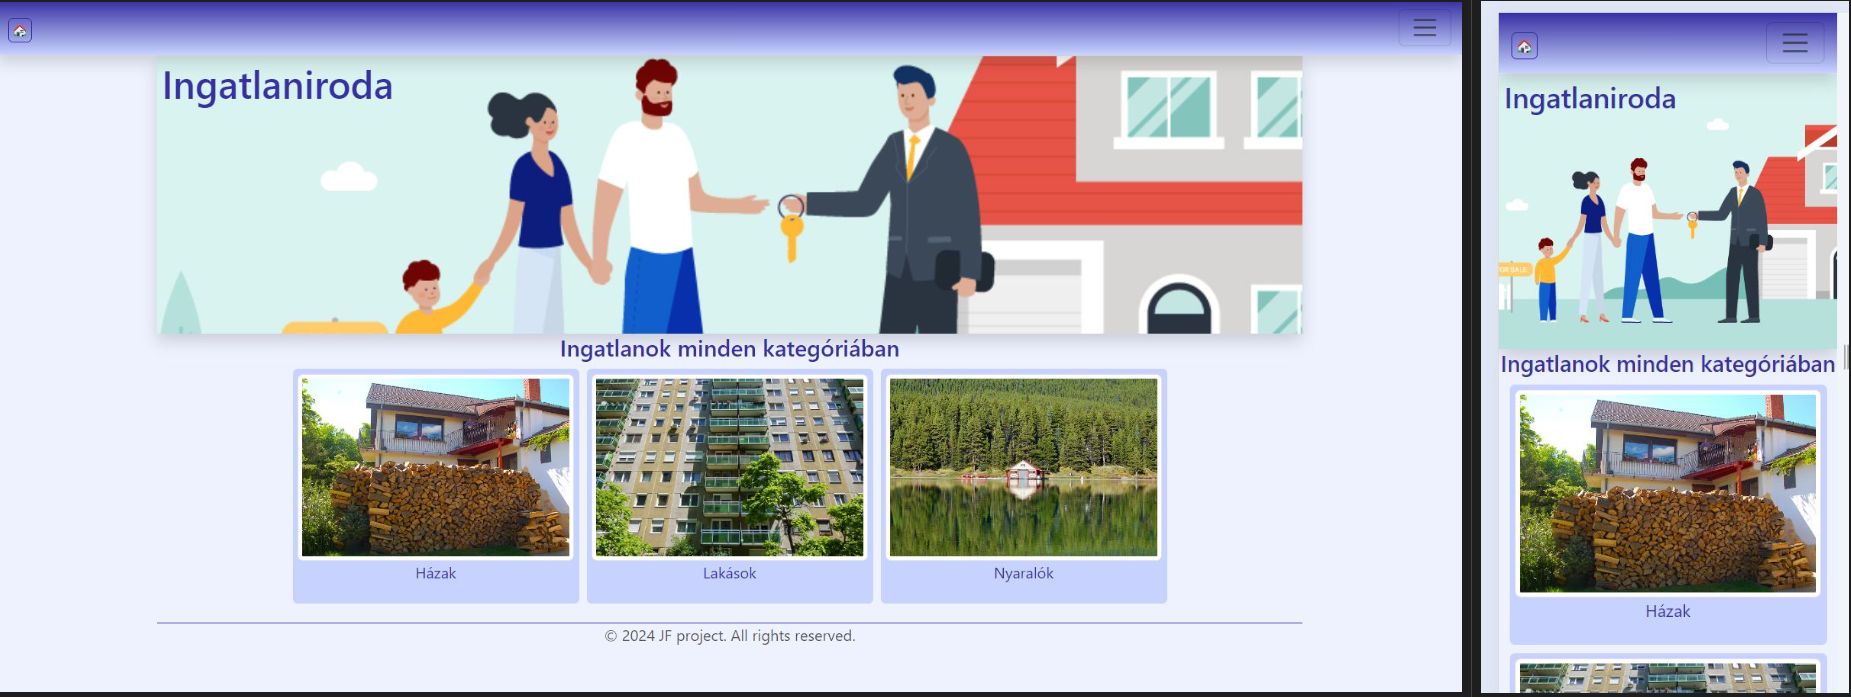 Ingatlaniroda
Ingatlanok minden kategóriában
Házak
Lakások
Nyaralók
© 2024 JF project. All rights reserved.
Ingatlaniroda
FOR SALE
Ingatlanok minden kategóriában
Házak